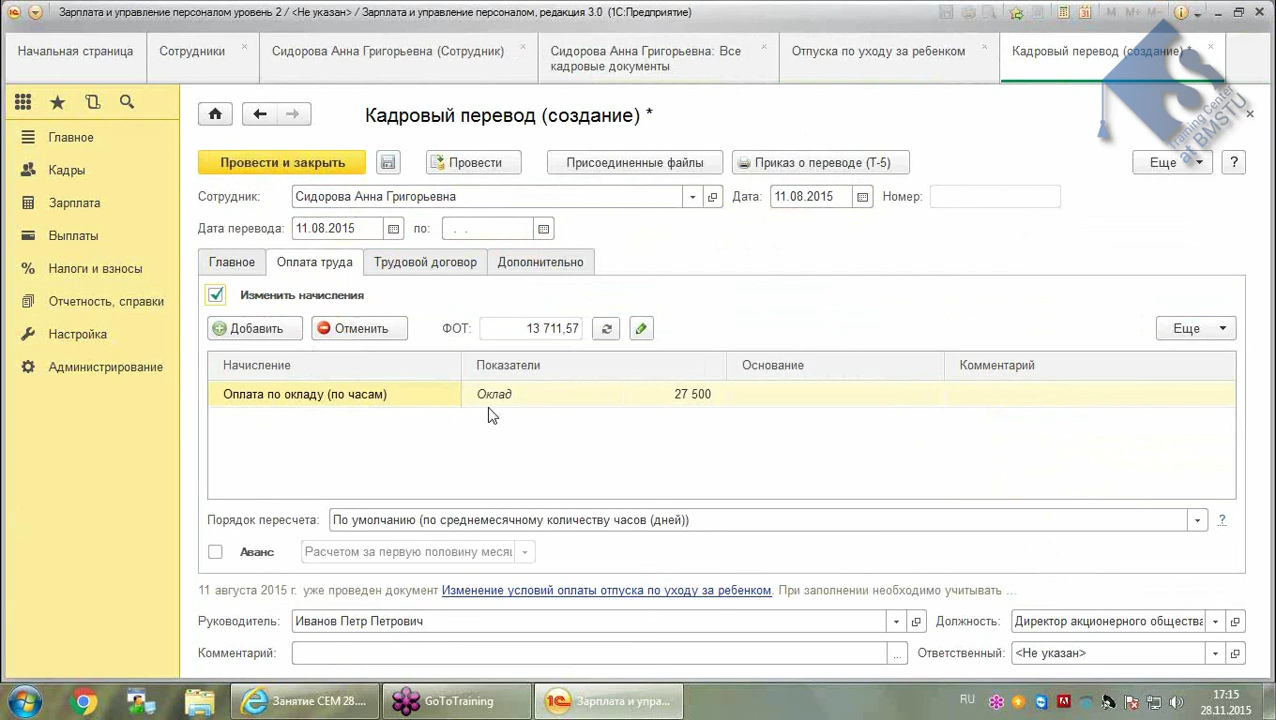 Зарплата и управление персоналом уровень 2 / <Не указан> / Зарплата и управление персоналом, редакция 3.0 (1С:Предприятие)
M M+ M-
Начальная страница
Сотрудники
Сидорова Анна Григорьевна (Сотрудник)
Сидорова Анна Григорьевна: Все кадровые документы
Отпуска по уходу за ребенком
Кадровый перевод (создание) *
Training Center
at BMSTU
Главное
Кадры
Зарплата
Выплаты
Налоги и взносы
Отчетность, справки
Настройка
Администрирование
Кадровый перевод (создание) *
Провести и закрыть
Провести
Присоединенные файлы
Приказ о переводе (Т-5)
Еще
?
Сотрудник: Сидорова Анна Григорьевна
Дата: 11.08.2015
Номер:
Дата перевода: 11.08.2015
по: . .
Главное
Оплата труда
Трудовой договор
Дополнительно
Изменить начисления
Добавить
Отменить
ФОТ: 13 711,57
Еще
Начисление Показатели Основание Комментарий
Оплата по окладу (по часам) Оклад 27 500
Порядок пересчета: По умолчанию (по среднемесячному количеству часов (дней)) ?
Аванс Расчетом за первую половину месяц
11 августа 2015 г. уже проведен документ Изменение условий оплаты отпуска по уходу за ребенком. При заполнении необходимо учитывать ...
Руководитель: Иванов Петр Петрович
Должность: Директор акционерного общества
Комментарий:
...
Ответственный: <Не указан>
Занятие СЕМ 28....
GoToTraining
Зарплата и упра...
RU
17:15
28.11.2015